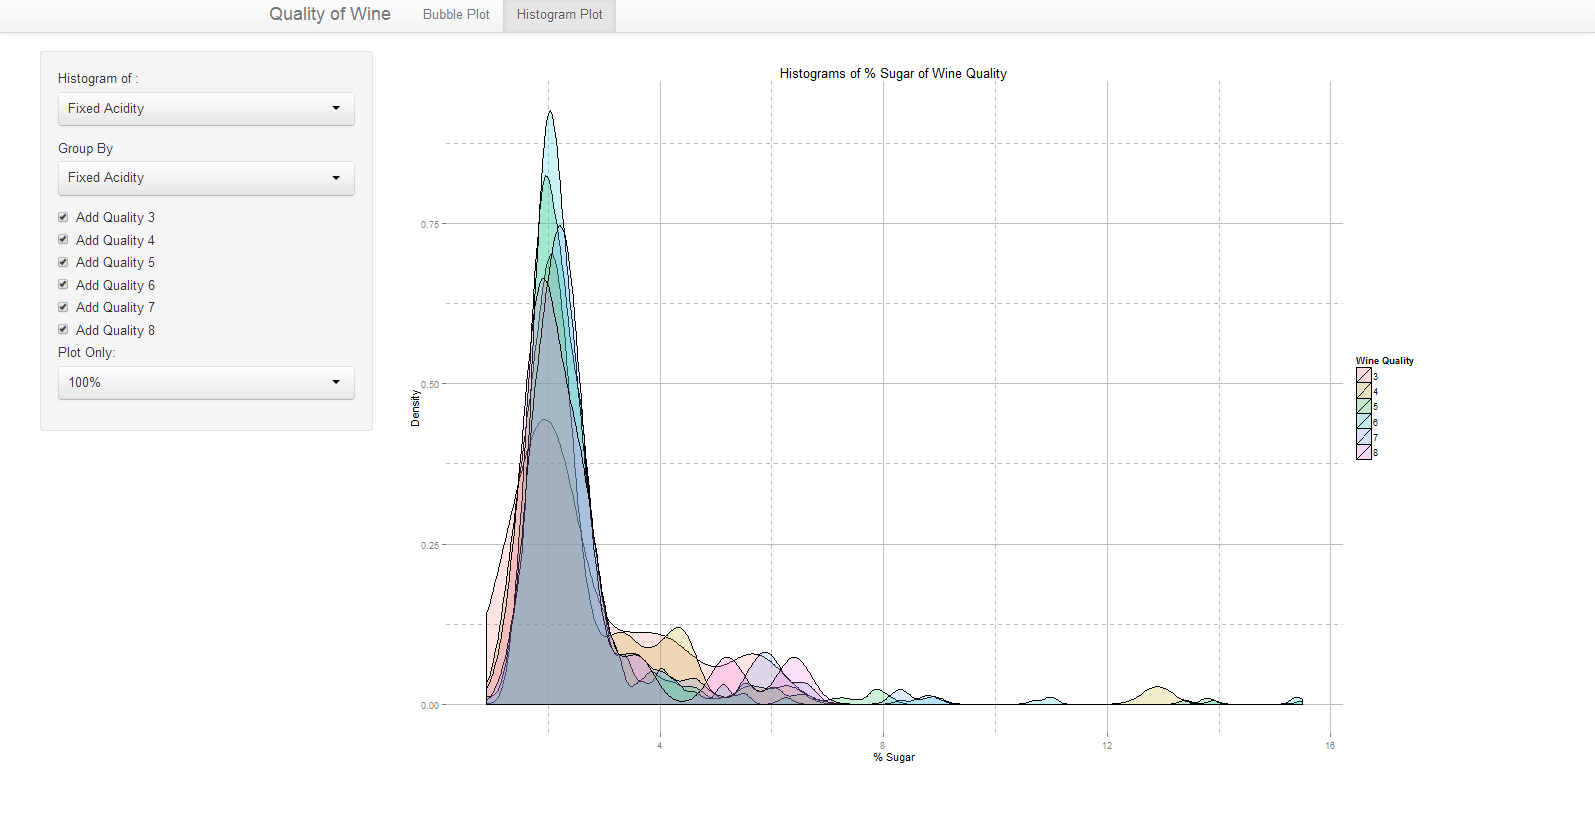 Quality of Wine Bubble Plot Histogram Plot
Histogram of :
Fixed Acidity
Group By
Fixed Acidity
Add Quality 3
Add Quality 4
Add Quality 5
Add Quality 6
Add Quality 7
Add Quality 8
Plot Only:
100%
Histograms of % Sugar of Wine Quality
0.75
0.50
0.25
0.00
Density
4 8 12 16
% Sugar
Wine Quality
3
4
5
6
7
8